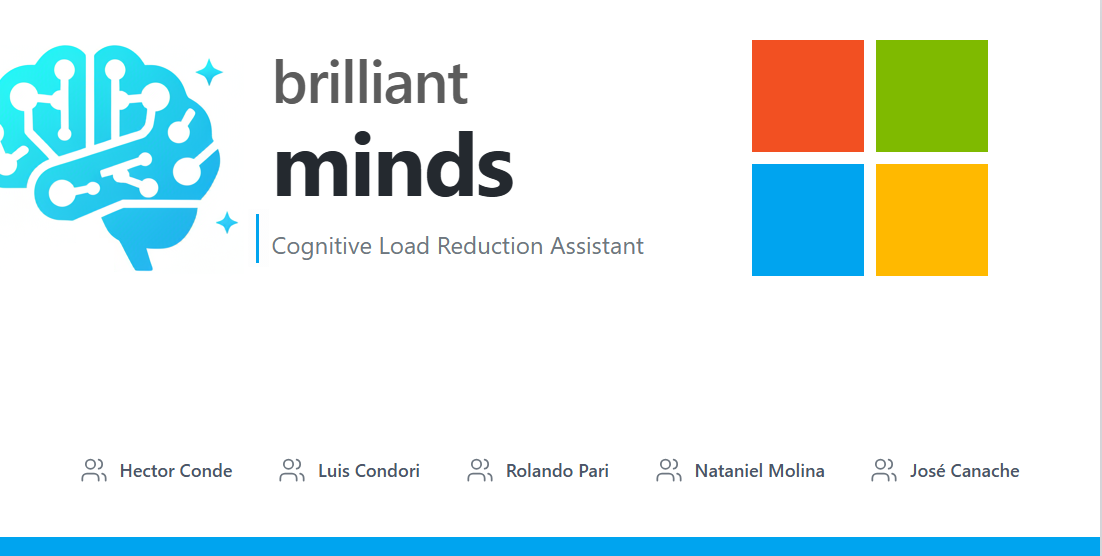 brilliant
minds
Cognitive Load Reduction Assistant
Hector Conde Luis Condori Rolando Pari Nataniel Molina José Canache